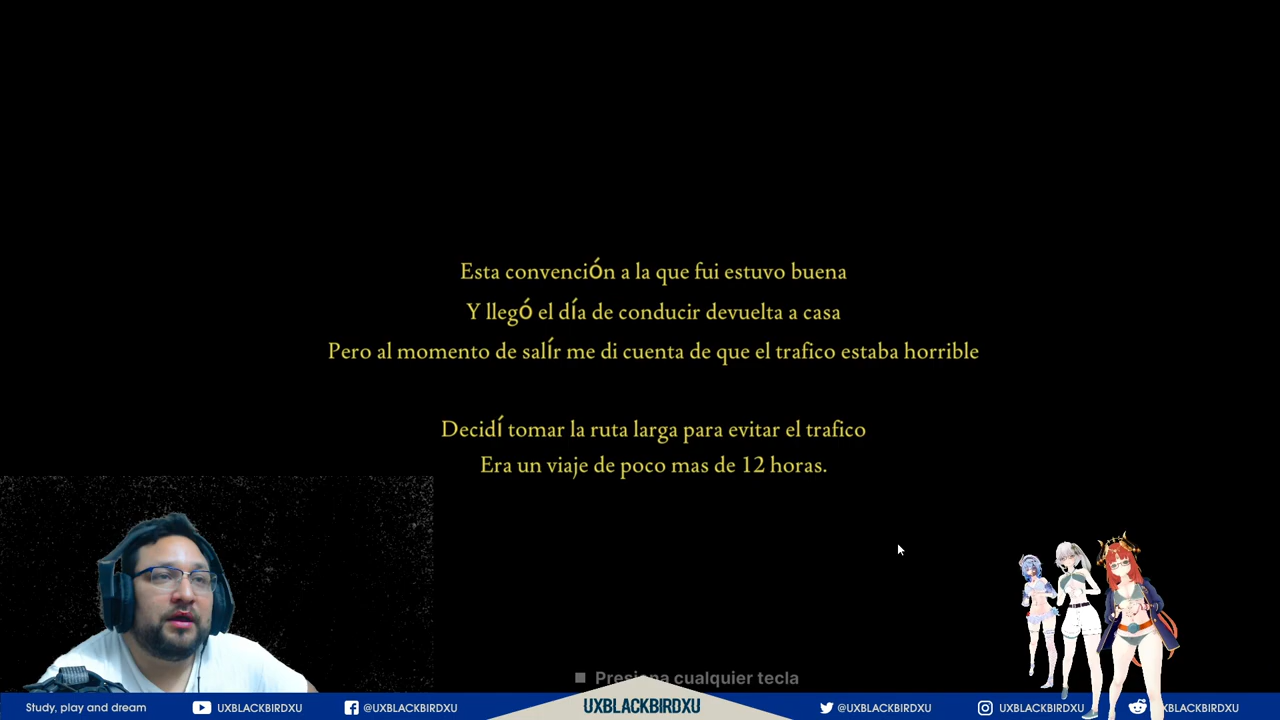 Esta convención a la que fui estuvo buena
Y llegó el día de conducir devuelta a casa
Pero al momento de salír me di cuenta de que el trafico estaba horrible
Decidí tomar la ruta larga para evitar el trafico
Era un viaje de poco mas de 12 horas.
Presiona cualquier tecla
Study, play and dream
UXBLACKBIRDXU
@UXBLACKBIRDXU
UXBLACKBIRDXU
@UXBLACKBIRDXU
UXBLACKBIRDXU